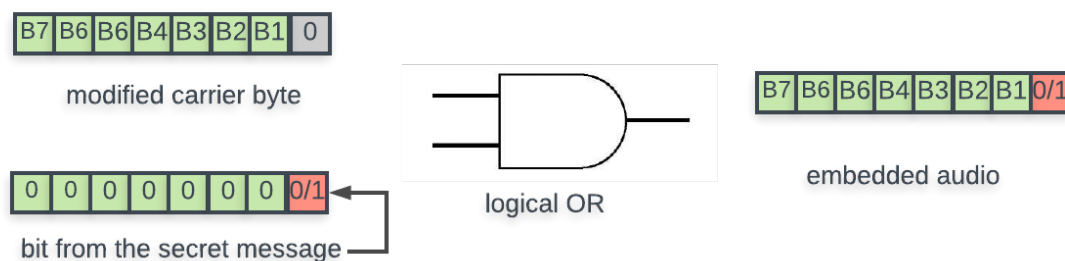 B7 B6 B6 B4 B3 B2 B1 0
modified carrier byte
0 0 0 0 0 0 0 0/1
bit from the secret message
logical OR
B7 B6 B6 B4 B3 B2 B1 0/1
embedded audio